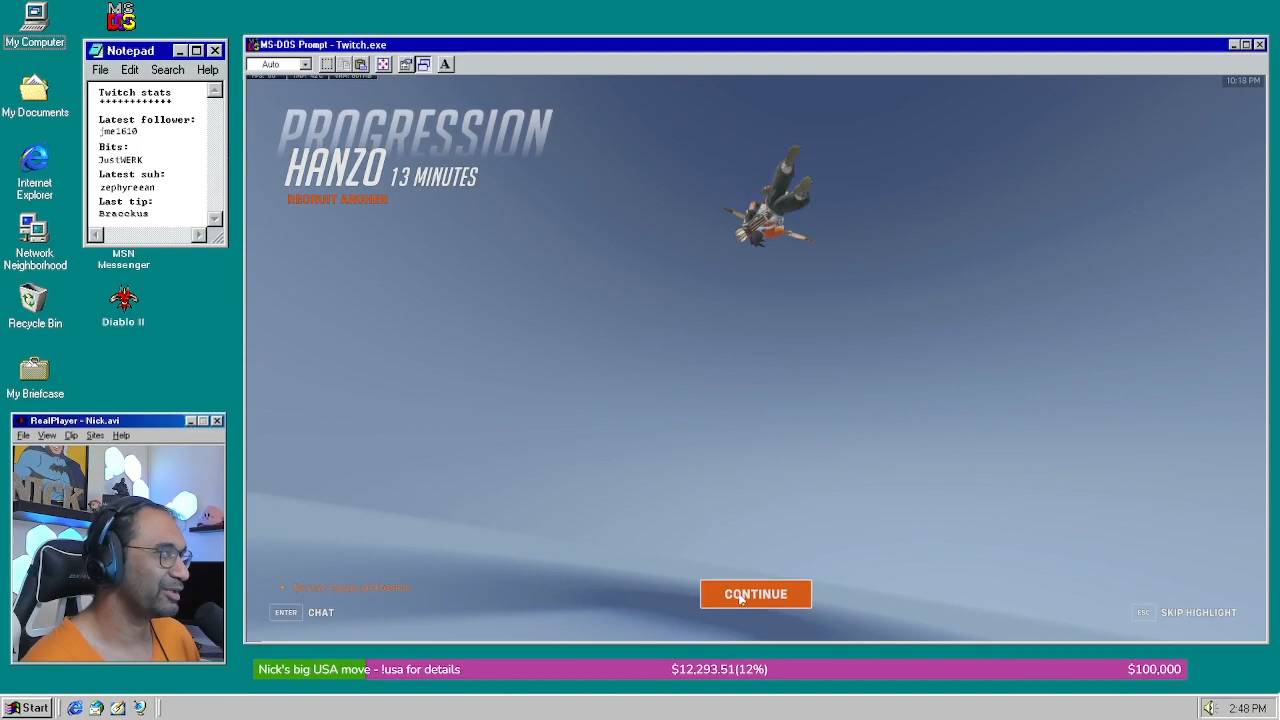 My Computer
MS
DOS
Notepad
File Edit Search Help
Twitch stats
++++++++++++
Latest follower:
jme1610
Bits:
JustWERK
Latest sub:
zephyreean
Last tip:
Bracckus
My Documents
Internet
Explorer
Network
Neighborhood
MSN
Messenger
Recycle Bin
Diablo II
My Briefcase
RealPlayer - Nick.avi
File View Clip Sites Help
NICK
MS-DOS Prompt - Twitch.exe
Auto
A
10:18 PM
PROGRESSION
HANZO 13 MINUTES
RECRUIT ARCHER
CONTINUE
ENTER CHAT
ESC SKIP HIGHLIGHT
Nick's big USA move - !usa for details $12,293.51(12%) $100,000
Start
2:48 PM